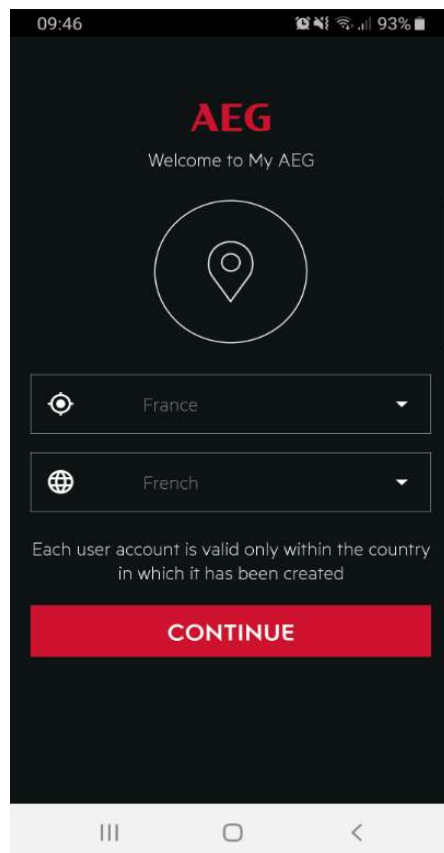 09:46 93%
AEG
Welcome to My AEG
France
French
Each user account is valid only within the country
in which it has been created
CONTINUE